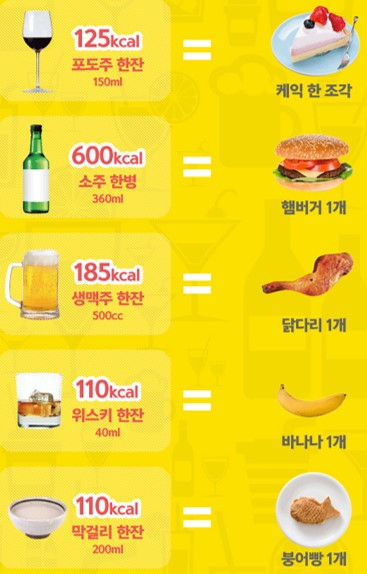 125kcal
포도주 한잔
150ml
=
케익 한 조각
600kcal
소주 한병
360ml
=
햄버거 1개
185kcal
생맥주 한잔
500cc
=
닭다리 1개
110kcal
위스키 한잔
40ml
=
바나나 1개
110kcal
막걸리 한잔
200ml
=
붕어빵 1개